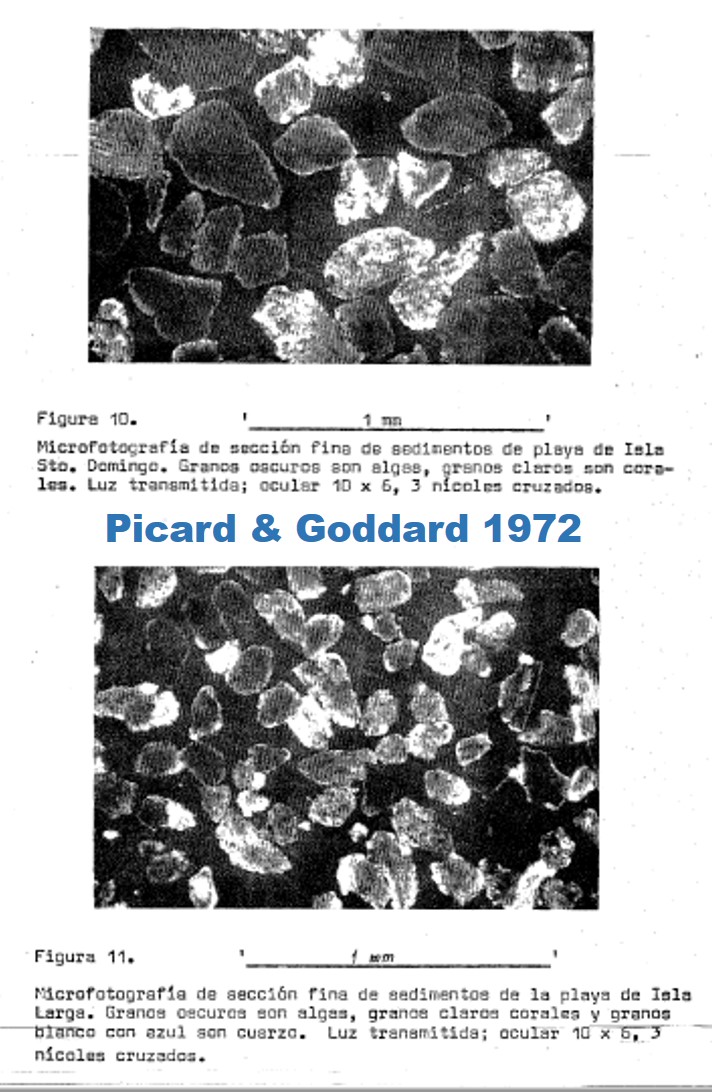 Figura 10.
1 mm
Microfotografía de sección fina de sedimentos de playa de Isla
Sto. Domingo. Granos oscuros son algas, granos claros son cora-
les. Luz transmitida; ocular 10 x 6, 3 nícoles cruzados.
Picard & Goddard 1972
Figura 11.
1 mm
Microfotografía de sección fina de sedimentos de la playa de Isla
Larga. Granos oscuros son algas, granos claros corales y granos
blanco con azul son cuarzo. Luz transmitida; ocular 10 x 6, 3
nícoles cruzados.